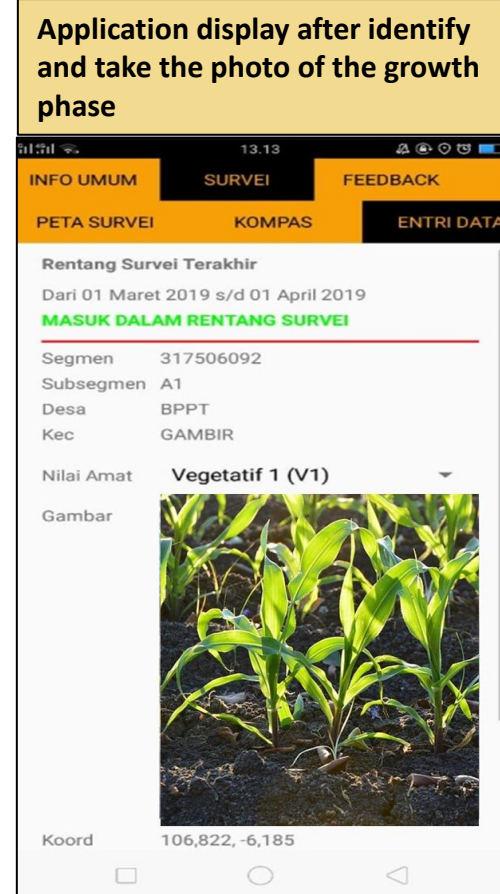 Application display after identify
and take the photo of the growth
phase
13.13
INFO UMUM SURVEI FEEDBACK
PETA SURVEI KOMPAS ENTRI DATA
Rentang Survei Terakhir
Dari 01 Maret 2019 s/d 01 April 2019
MASUK DALAM RENTANG SURVEI
Segmen 317506092
Subsegmen A1
Desa BPPT
Kec GAMBIR
Nilai Amat Vegetatif 1 (V1)
Gambar
Koord 106,822, -6,185